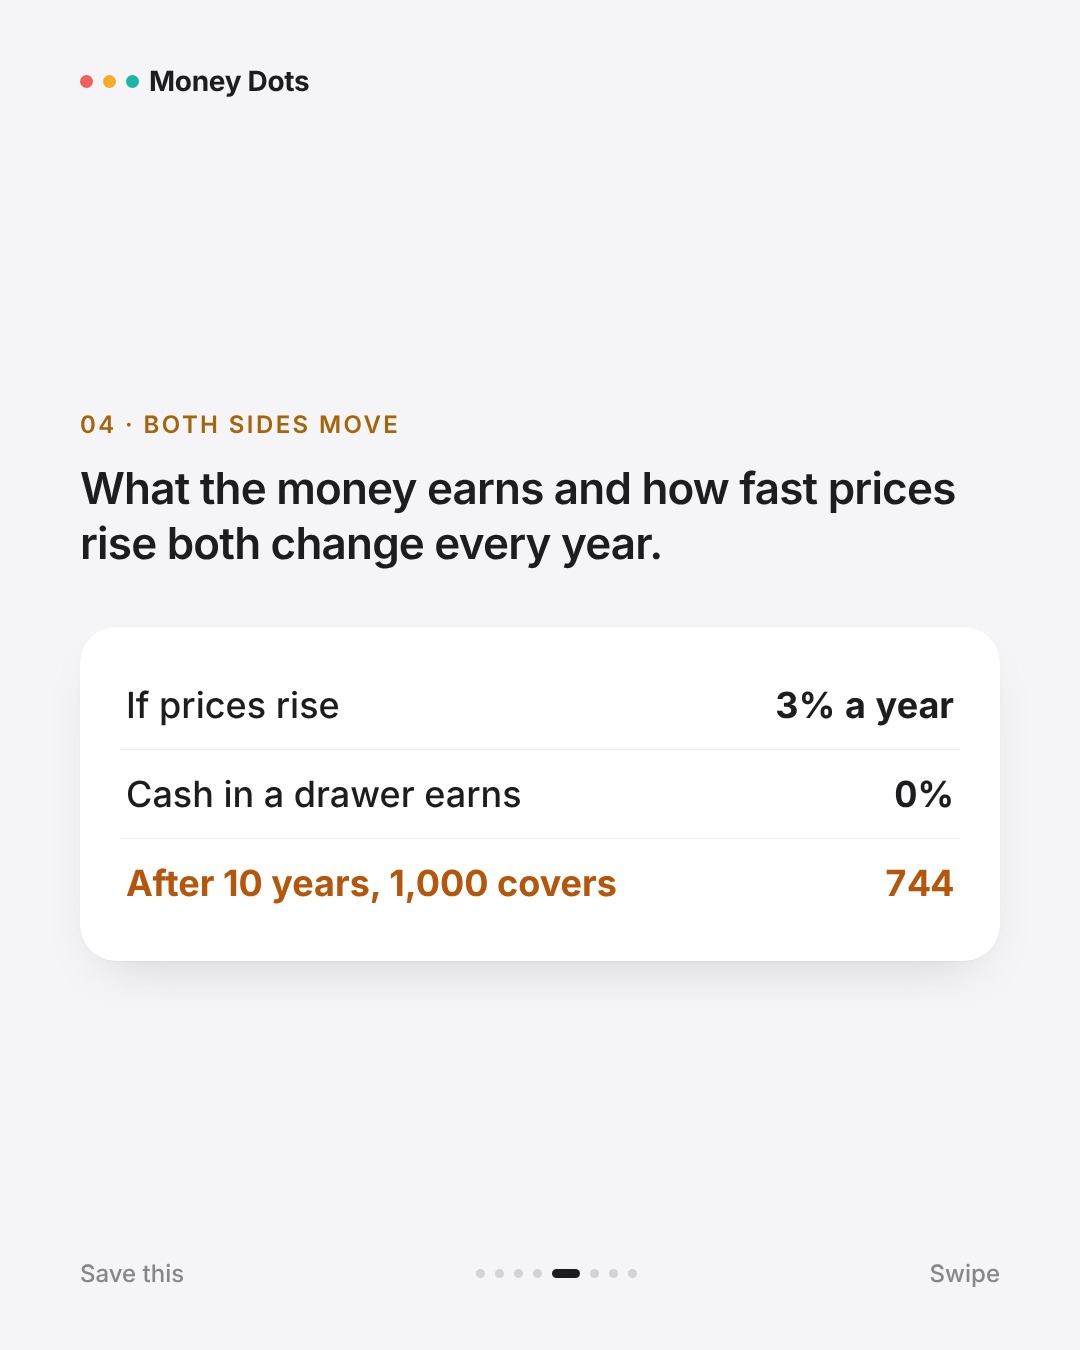 Money Dots
04 · BOTH SIDES MOVE
What the money earns and how fast prices
rise both change every year.
If prices rise 3% a year
Cash in a drawer earns 0%
After 10 years, 1,000 covers 744
Save this
Swipe